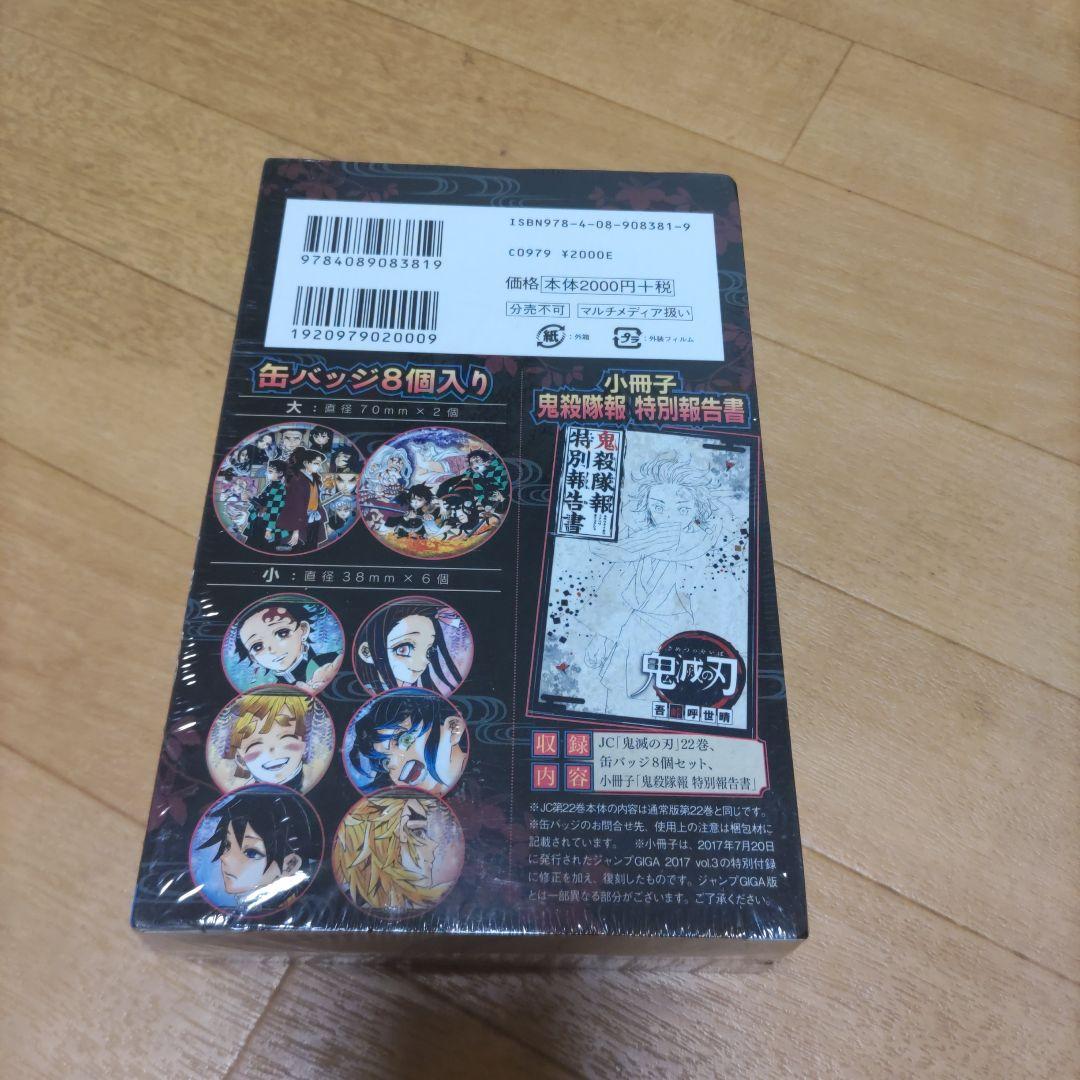 ISBN978-4-08-908381-9
C0979 ¥2000E
9784089083819
価格 本体2000円+税
分売不可 マルチメディア扱い
1920979020009
紙 :外箱 プラ :外装フィルム
缶バッジ8個入り
大:直径70mm×2個
小:直径38mm×6個
小冊子
鬼殺隊報 特別報告書
鬼殺隊報
特別報告書
きめつのやいば
鬼滅の刃
吾峠呼世晴
収録内容
JC「鬼滅の刃」22巻、
缶バッジ8個セット、
小冊子「鬼殺隊報 特別報告書」
※JC第22巻本体の内容は通常版第22巻と同じです。
※缶バッジのお問合せ先、使用上の注意は梱包材に
記載されています。 ※小冊子は、2017年7月20日
に発行されたジャンプGIGA 2017 vol.3の特別付録
に修正を加え、復刻したものです。ジャンプGIGA版
とは一部異なる部分がございます。ご了承ください。